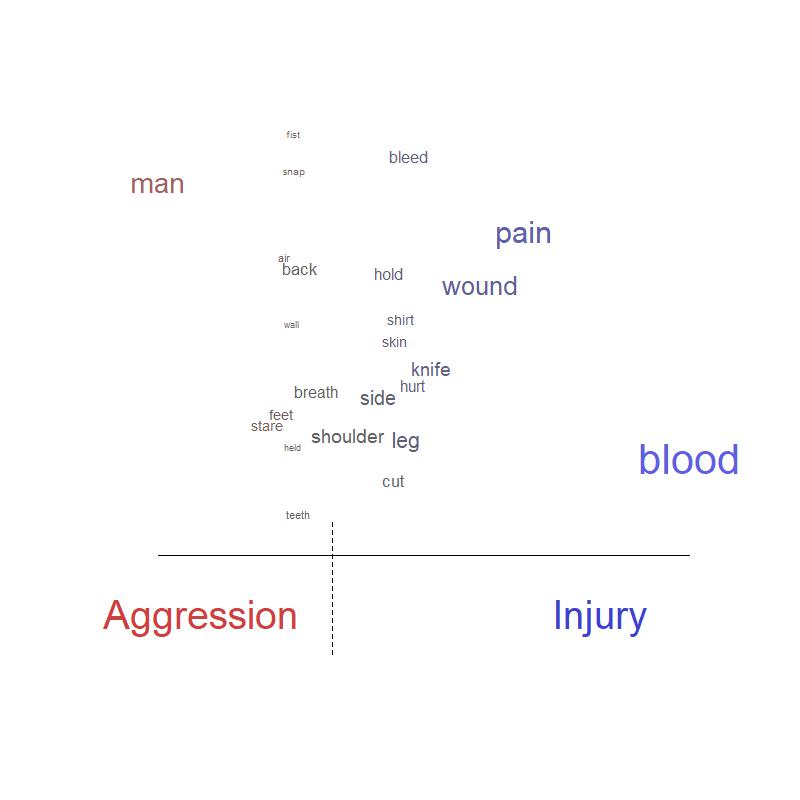 fist
bleed
snap
man
pain
air
back
hold
wound
shirt
wall
skin
knife
hurt
breath
side
feet
stare
shoulder
leg
held
blood
cut
teeth
Aggression
Injury